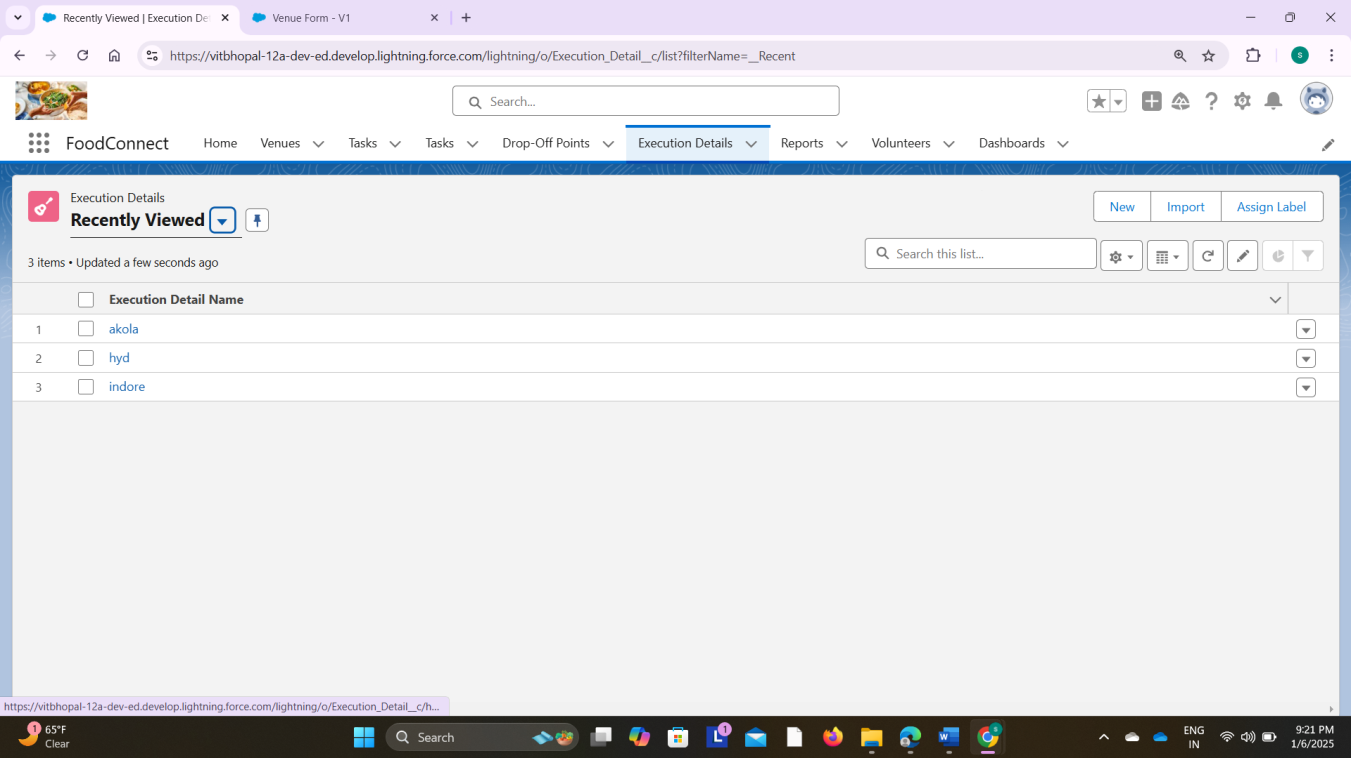 Recently Viewed | Execution De
Venue Form - V1
https://vitbhopal-12a-dev-ed.develop.lightning.force.com/lightning/o/Execution_Detail__c/list?filterName=__Recent
S
Search...
FoodConnect
Home
Venues
Tasks
Tasks
Drop-Off Points
Execution Details
Reports
Volunteers
Dashboards
Execution Details
Recently Viewed
New
Import
Assign Label
3 items • Updated a few seconds ago
Search this list...
Execution Detail Name
1 akola
2 hyd
3 indore
https://vitbhopal-12a-dev-ed.develop.lightning.force.com/lightning/o/Execution_Detail__c/h...
1
65°F
Clear
Search
1
ENG
IN
9:21 PM
1/6/2025